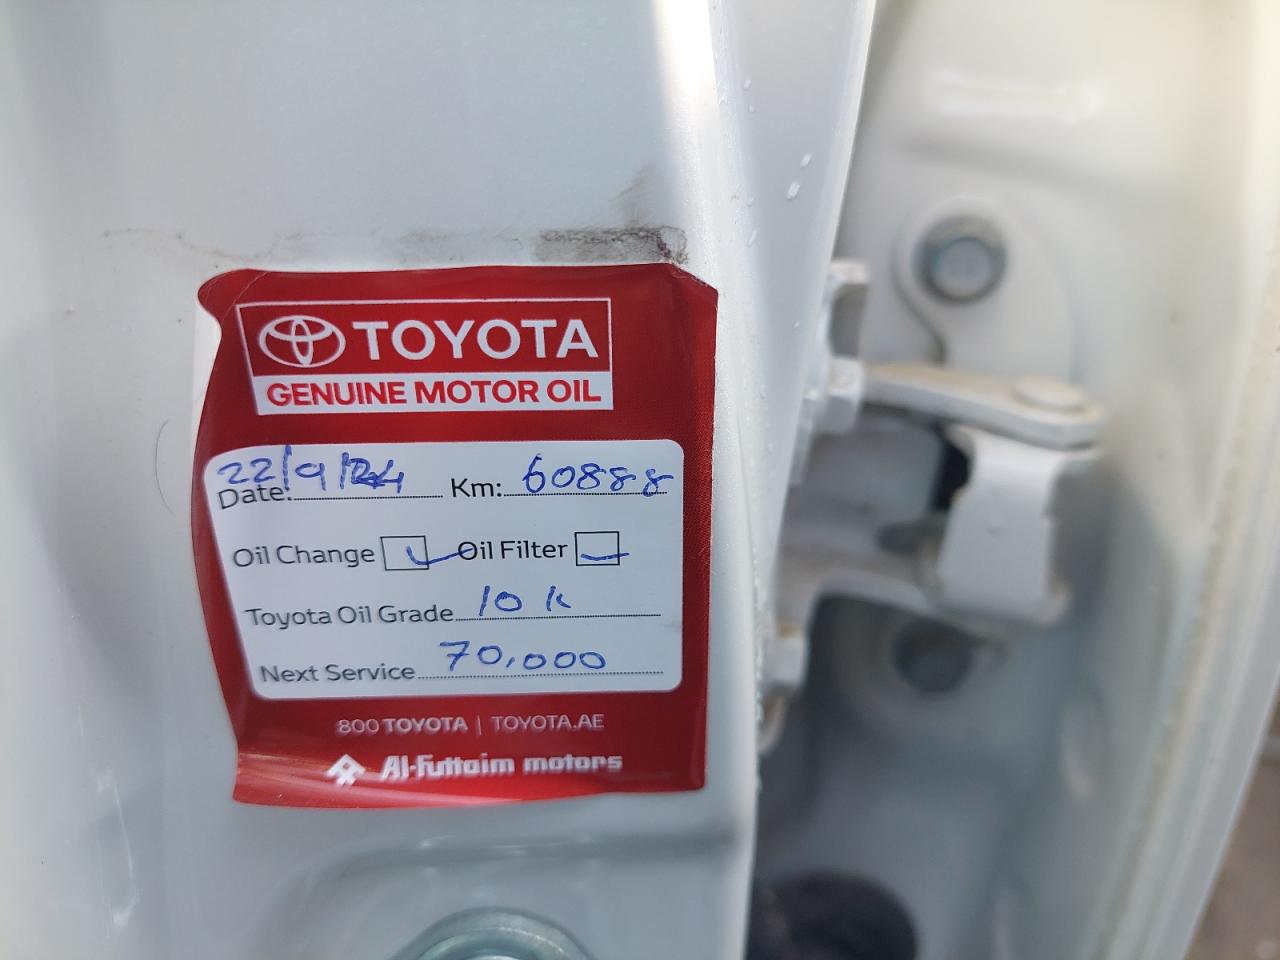 TOYOTA
GENUINE MOTOR OIL
Date: 22/9/24 Km: 60888
Oil Change Oil Filter
Toyota Oil Grade 10 k
Next Service 70,000
800 TOYOTA | TOYOTA.AE
Al-Futtaim motors